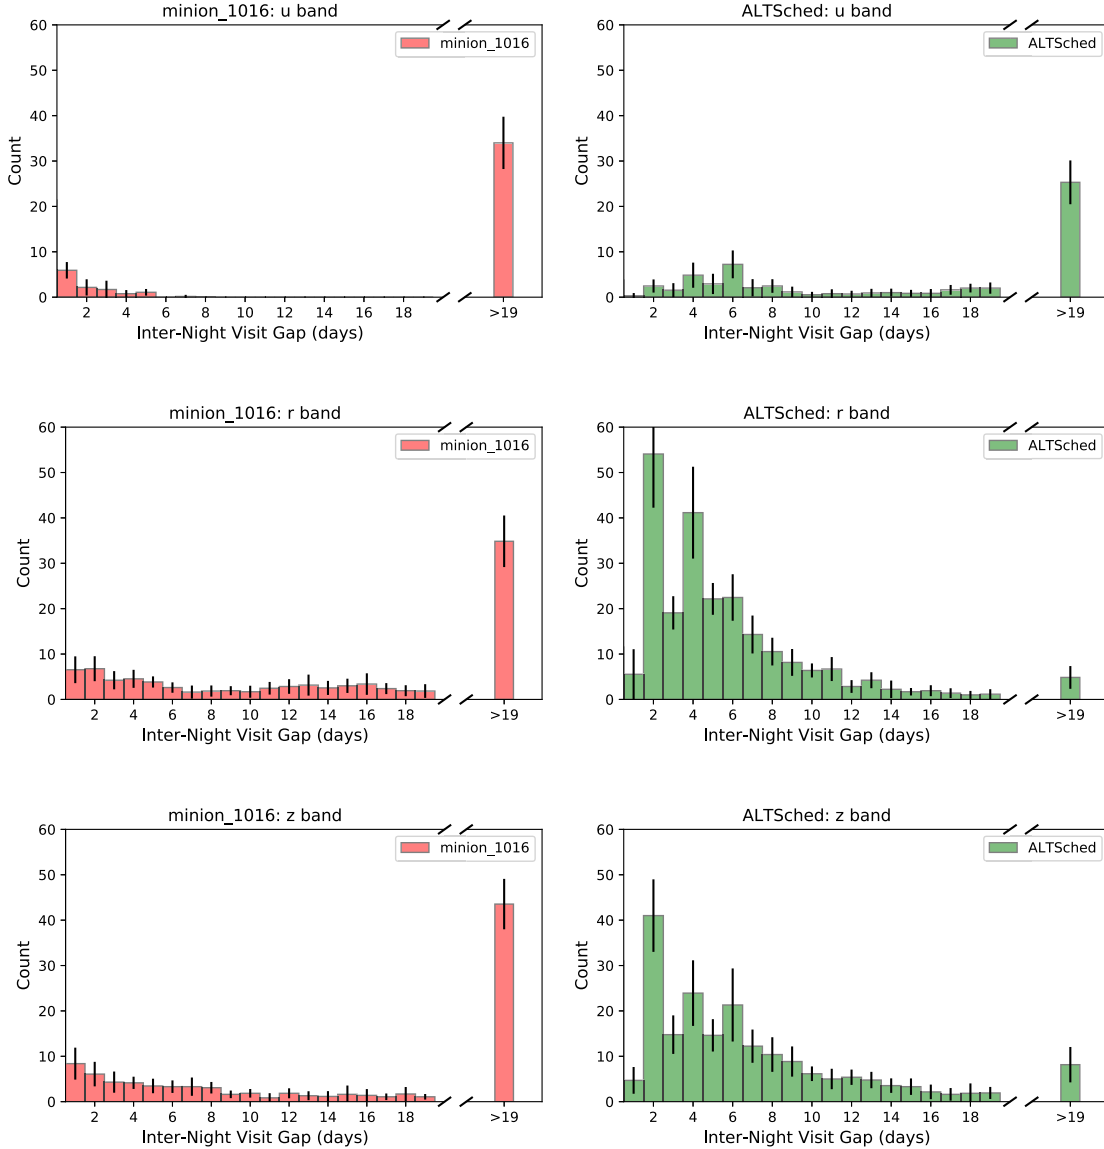 minion_1016: u band
60
50
40
30
20
10
0
Count
minion_1016
2 4 6 8 10 12 14 16 18 >19
Inter-Night Visit Gap (days)
ALTSched: u band
60
50
40
30
20
10
0
Count
ALTSched
2 4 6 8 10 12 14 16 18 >19
Inter-Night Visit Gap (days)
minion_1016: r band
60
50
40
30
20
10
0
Count
minion_1016
2 4 6 8 10 12 14 16 18 >19
Inter-Night Visit Gap (days)
ALTSched: r band
60
50
40
30
20
10
0
Count
ALTSched
2 4 6 8 10 12 14 16 18 >19
Inter-Night Visit Gap (days)
minion_1016: z band
60
50
40
30
20
10
0
Count
minion_1016
2 4 6 8 10 12 14 16 18 >19
Inter-Night Visit Gap (days)
ALTSched: z band
60
50
40
30
20
10
0
Count
ALTSched
2 4 6 8 10 12 14 16 18 >19
Inter-Night Visit Gap (days)